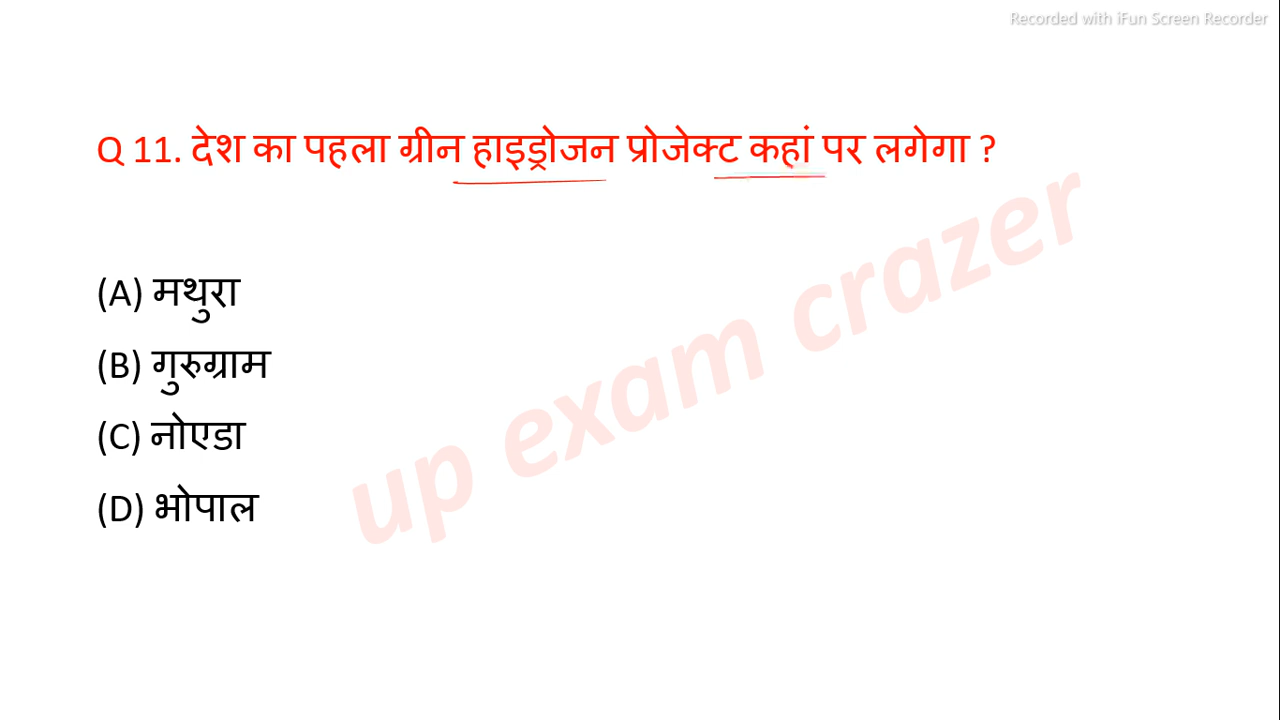 Recorded with iFun Screen Recorder
Q 11. देश का पहला ग्रीन हाइड्रोजन प्रोजेक्ट कहां पर लगेगा ?
(A) मथुरा
(B) गुरुग्राम
(C) नोएडा
(D) भोपाल
up exam crazer